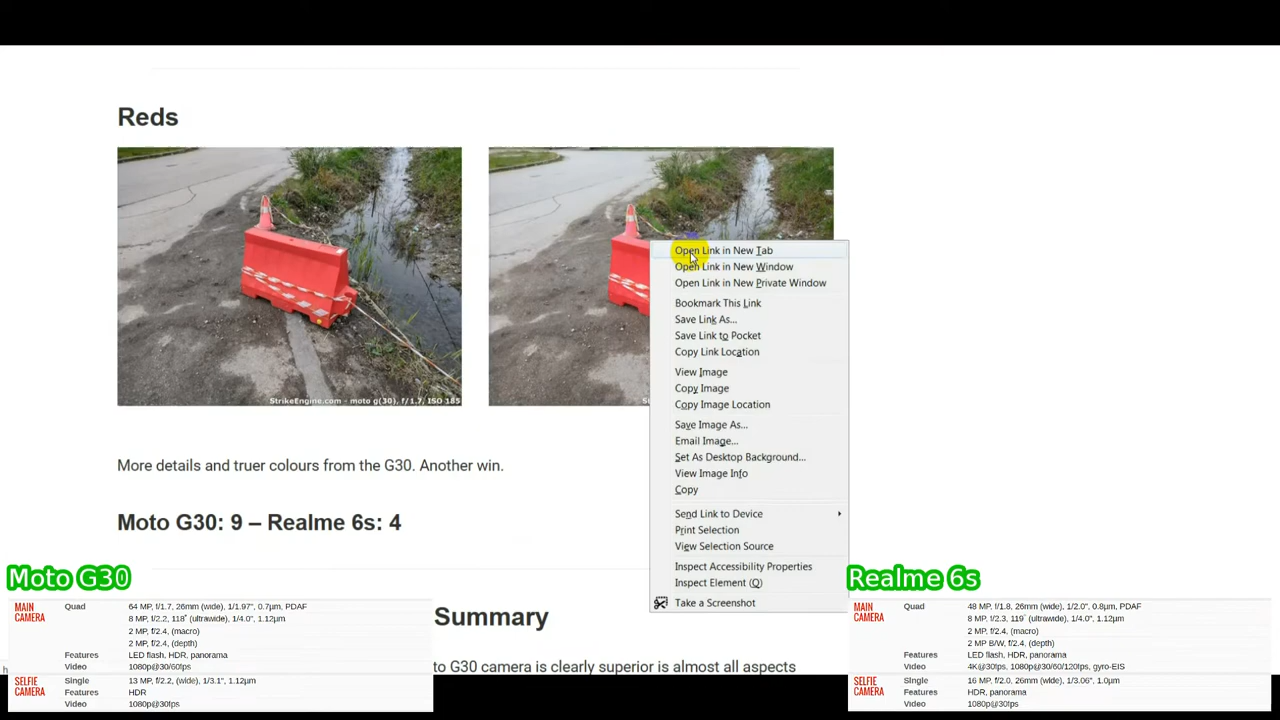 Reds
StrikeEngine.com - moto g(30), f/1.7, ISO 185
Open Link in New Tab
Open Link in New Window
Open Link in New Private Window
Bookmark This Link
Save Link As...
Save Link to Pocket
Copy Link Location
View Image
Copy Image
Copy Image Location
Save Image As...
Email Image...
Set As Desktop Background...
View Image Info
Copy
Send Link to Device
Print Selection
View Selection Source
Inspect Accessibility Properties
Inspect Element (Q)
Take a Screenshot
More details and truer colours from the G30. Another win.
Moto G30: 9 – Realme 6s: 4
Summary
to G30 camera is clearly superior is almost all aspects
Moto G30
MAIN CAMERA
Quad
64 MP, f/1.7, 26mm (wide), 1/1.97", 0.7µm, PDAF
8 MP, f/2.2, 118˚ (ultrawide), 1/4.0", 1.12µm
2 MP, f/2.4, (macro)
2 MP, f/2.4, (depth)
Features LED flash, HDR, panorama
Video 1080p@30/60fps
SELFIE CAMERA
Single 13 MP, f/2.2, (wide), 1/3.1", 1.12µm
Features HDR
Video 1080p@30fps
Realme 6s
MAIN CAMERA
Quad
48 MP, f/1.8, 26mm (wide), 1/2.0", 0.8µm, PDAF
8 MP, f/2.3, 119˚ (ultrawide), 1/4.0", 1.12µm
2 MP, f/2.4, (macro)
2 MP B/W, f/2.4, (depth)
Features LED flash, HDR, panorama
Video 4K@30fps, 1080p@30/60/120fps, gyro-EIS
SELFIE CAMERA
Single 16 MP, f/2.0, 26mm (wide), 1/3.06", 1.0µm
Features HDR, panorama
Video 1080p@30fps